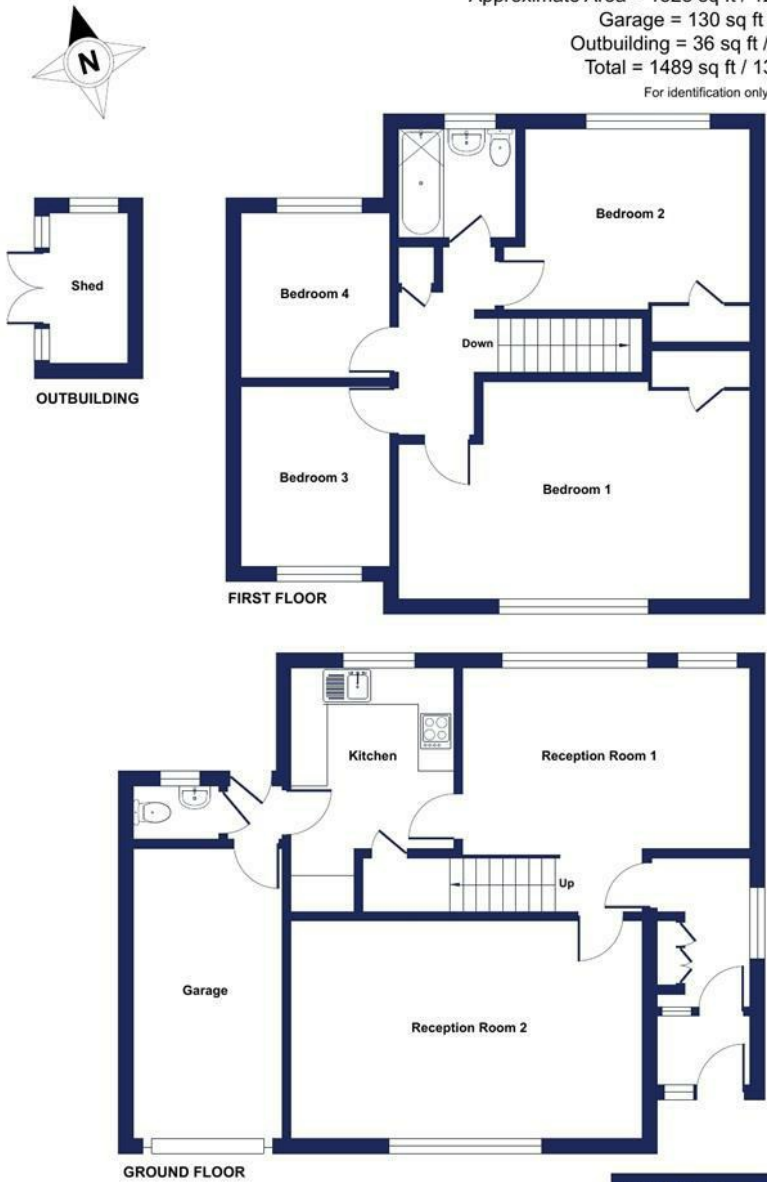 Garage = 130 sq ft
Outbuilding = 36 sq ft /
Total = 1489 sq ft / 13
For identification only
N
Bedroom 2
Shed
Bedroom 4
Down
OUTBUILDING
Bedroom 3
Bedroom 1
FIRST FLOOR
Kitchen
Reception Room 1
Up
Garage
Reception Room 2
GROUND FLOOR